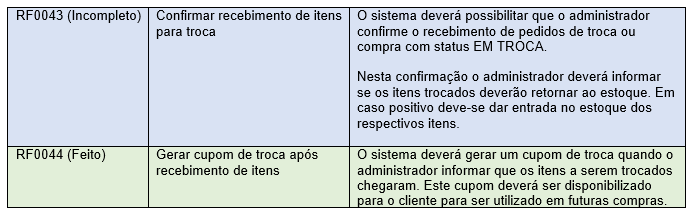 RF0043 (Incompleto)
Confirmar recebimento de itens
para troca
O sistema deverá possibilitar que o administrador
confirme o recebimento de pedidos de troca ou
compra com status EM TROCA.
Nesta confirmação o administrador deverá informar
se os itens trocados deverão retornar ao estoque. Em
caso positivo deve-se dar entrada no estoque dos
respectivos itens.
RF0044 (Feito)
Gerar cupom de troca após
recebimento de itens
O sistema deverá gerar um cupom de troca quando o
administrador informar que os itens a serem trocados
chegaram. Este cupom deverá ser disponibilizado
para o cliente para ser utilizado em futuras compras.